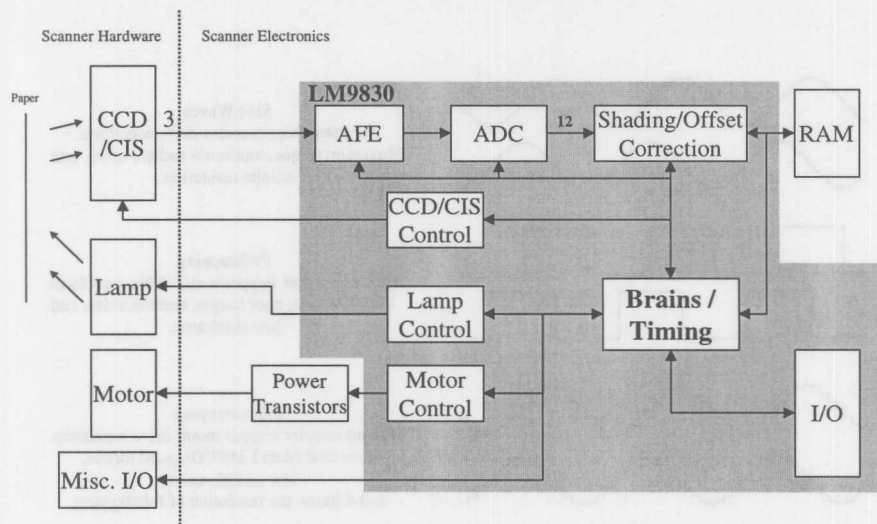 Scanner Hardware
Scanner Electronics
Paper
LM9830
CCD
/CIS
3
AFE
ADC
12
Shading/Offset
Correction
RAM
CCD/CIS
Control
Lamp
Lamp
Control
Brains /
Timing
Motor
Power
Transistors
Motor
Control
I/O
Misc. I/O